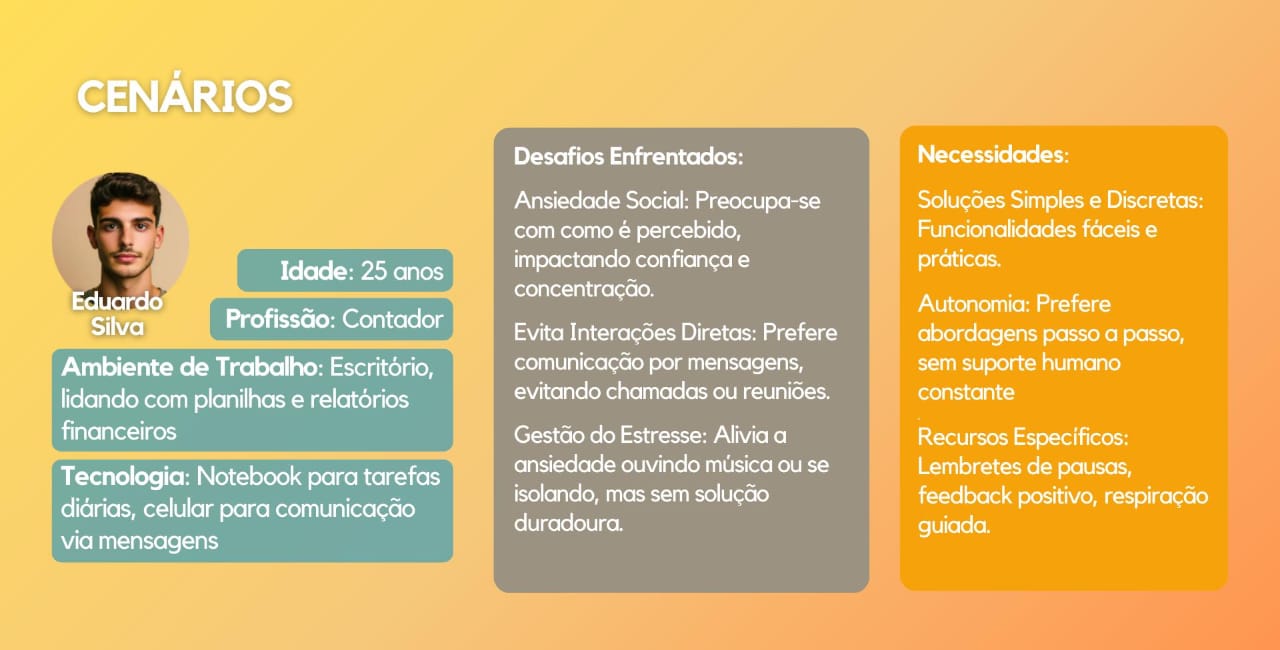 CENÁRIOS
Eduardo
Silva
Idade: 25 anos
Profissão: Contador
Ambiente de Trabalho: Escritório,
lidando com planilhas e relatórios
financeiros
Tecnologia: Notebook para tarefas
diárias, celular para comunicação
via mensagens
Desafios Enfrentados:
Ansiedade Social: Preocupa-se
com como é percebido,
impactando confiança e
concentração.
Evita Interações Diretas: Prefere
comunicação por mensagens,
evitando chamadas ou reuniões.
Gestão do Estresse: Alivia a
ansiedade ouvindo música ou se
isolando, mas sem solução
duradoura.
Necessidades:
Soluções Simples e Discretas:
Funcionalidades fáceis e
práticas.
Autonomia: Prefere
abordagens passo a passo,
sem suporte humano
constante
.
Recursos Específicos:
Lembretes de pausas,
feedback positivo, respiração
guiada.